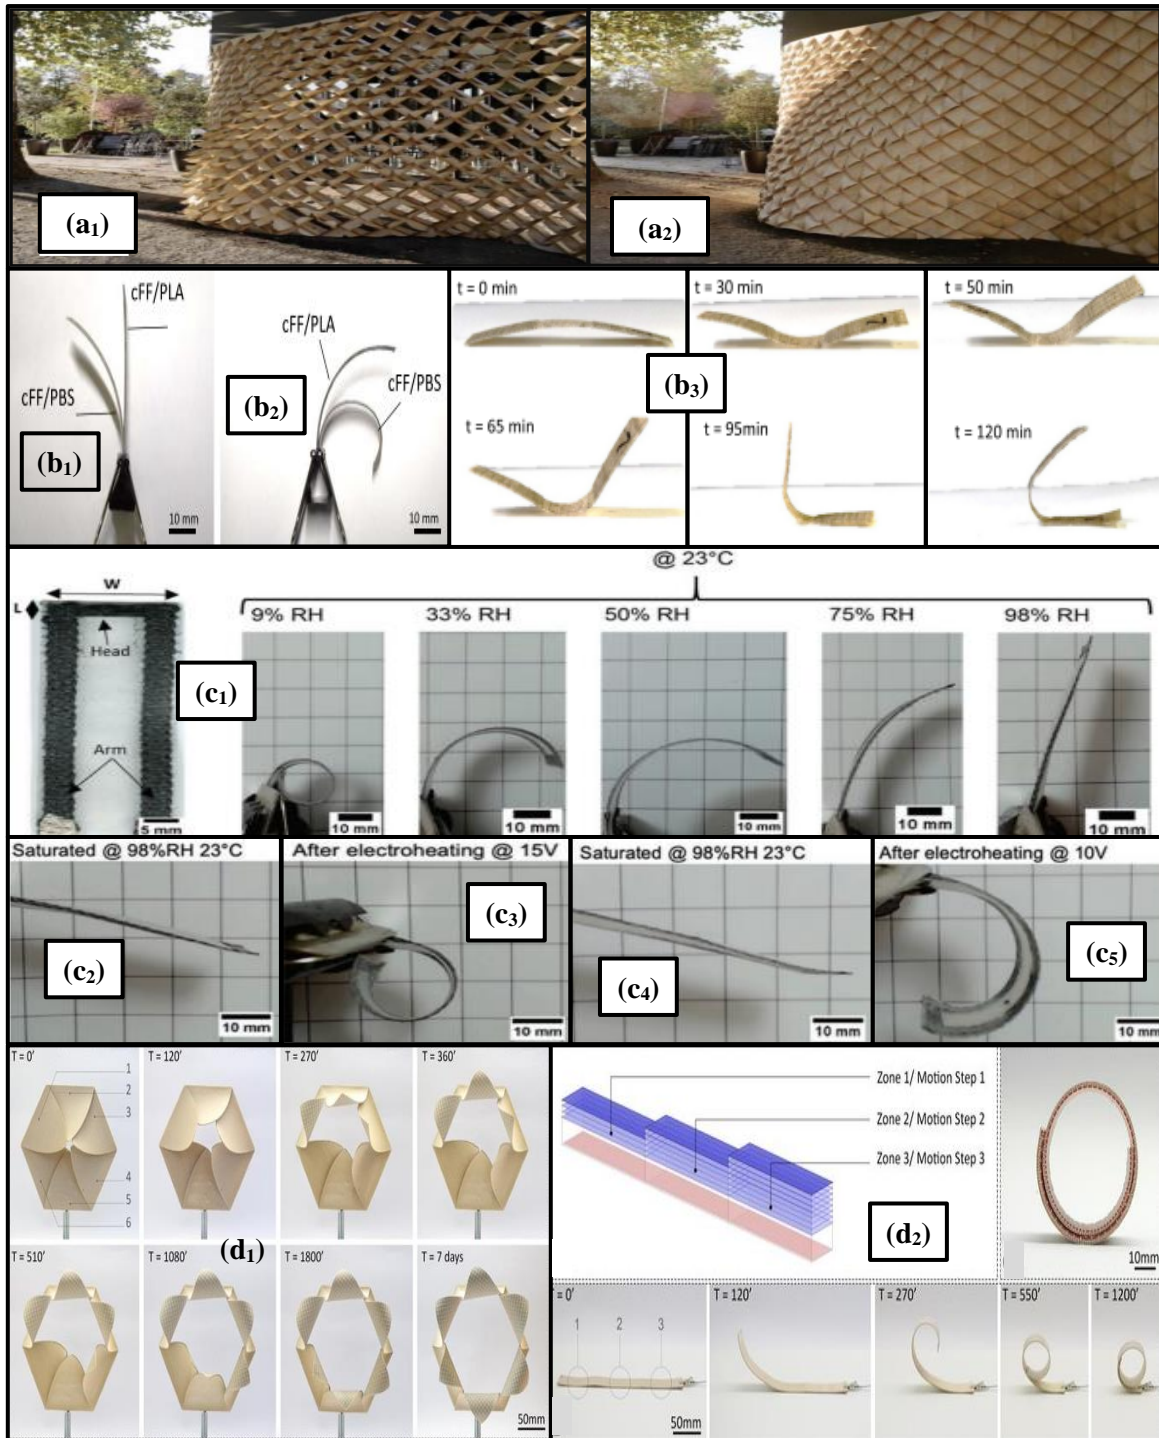 (a₁)
(a₂)
cFF/PLA
cFF/PBS
(b₁)
10 mm
cFF/PLA
cFF/PBS
(b₂)
10 mm
t = 0 min
t = 30 min
t = 50 min
(b₃)
t = 65 min
t = 95min
t = 120 min
@ 23°C
W
L
Head
Arm
5 mm
(c₁)
9% RH
33% RH
50% RH
75% RH
98% RH
10 mm
10 mm
10 mm
10 mm
10 mm
Saturated @ 98%RH 23°C
(c₂)
10 mm
After electroheating @ 15V
(c₃)
10 mm
Saturated @ 98%RH 23°C
(c₄)
10 mm
After electroheating @ 10V
(c₅)
10 mm
T = 0'
1
2
3
4
5
6
T = 120'
T = 270'
T = 360'
T = 510'
T = 1080'
(d₁)
T = 1800'
T = 7 days
50mm
Zone 1/ Motion Step 1
Zone 2/ Motion Step 2
Zone 3/ Motion Step 3
(d₂)
10mm
T = 0'
1
2
3
50mm
T = 120'
T = 270'
T = 550'
T = 1200'